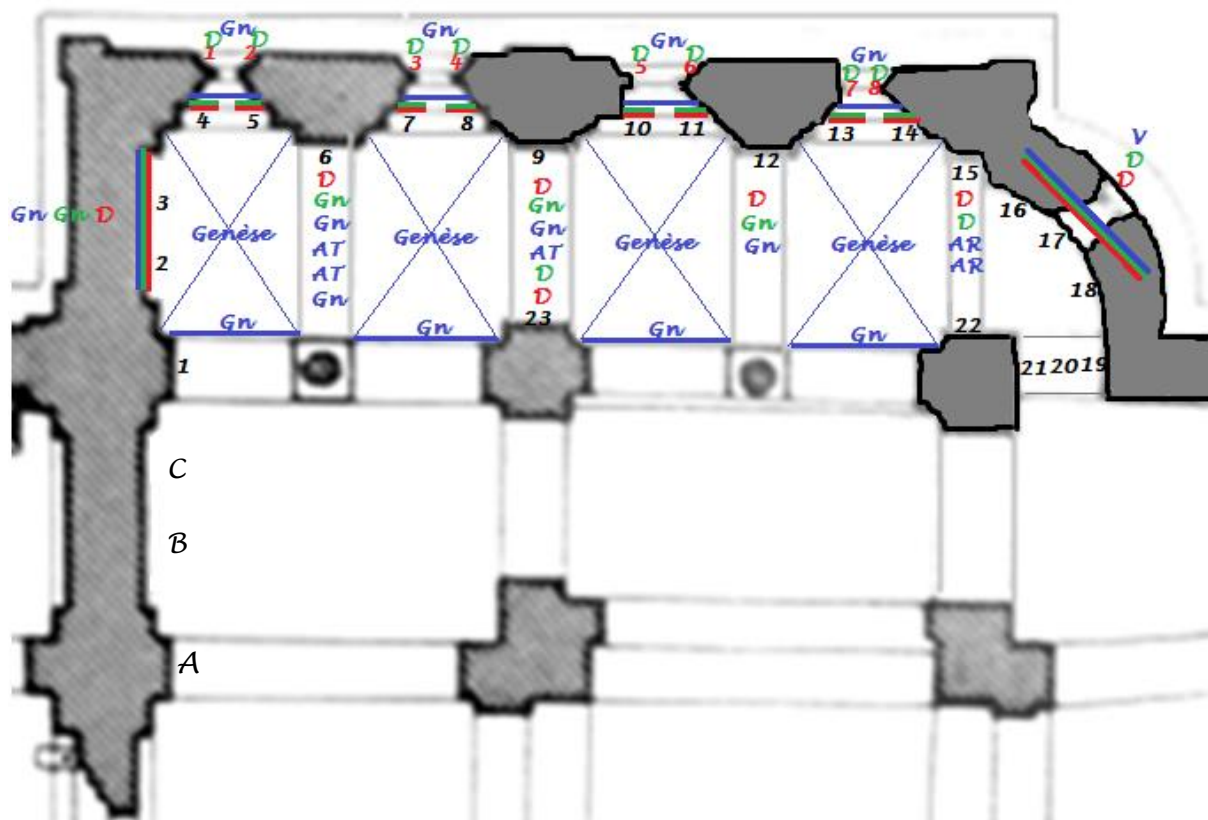 Gn Gn Gn Gn
D D D D D D D D
1 2 3 4 5 6 7 8
4 5 7 8 10 11 13 14
V
D
D
6 9 12 15
D
Gn
Gn
AT
AT
Gn
D
Gn
Gn
AT
D
D
D
Gn
Gn
D
D
AR
AR
3
Gn Gn D
2
Genèse Genèse Genèse Genèse
16
17
18
23 22
Gn Gn Gn Gn
1 21 20 19
C
B
A